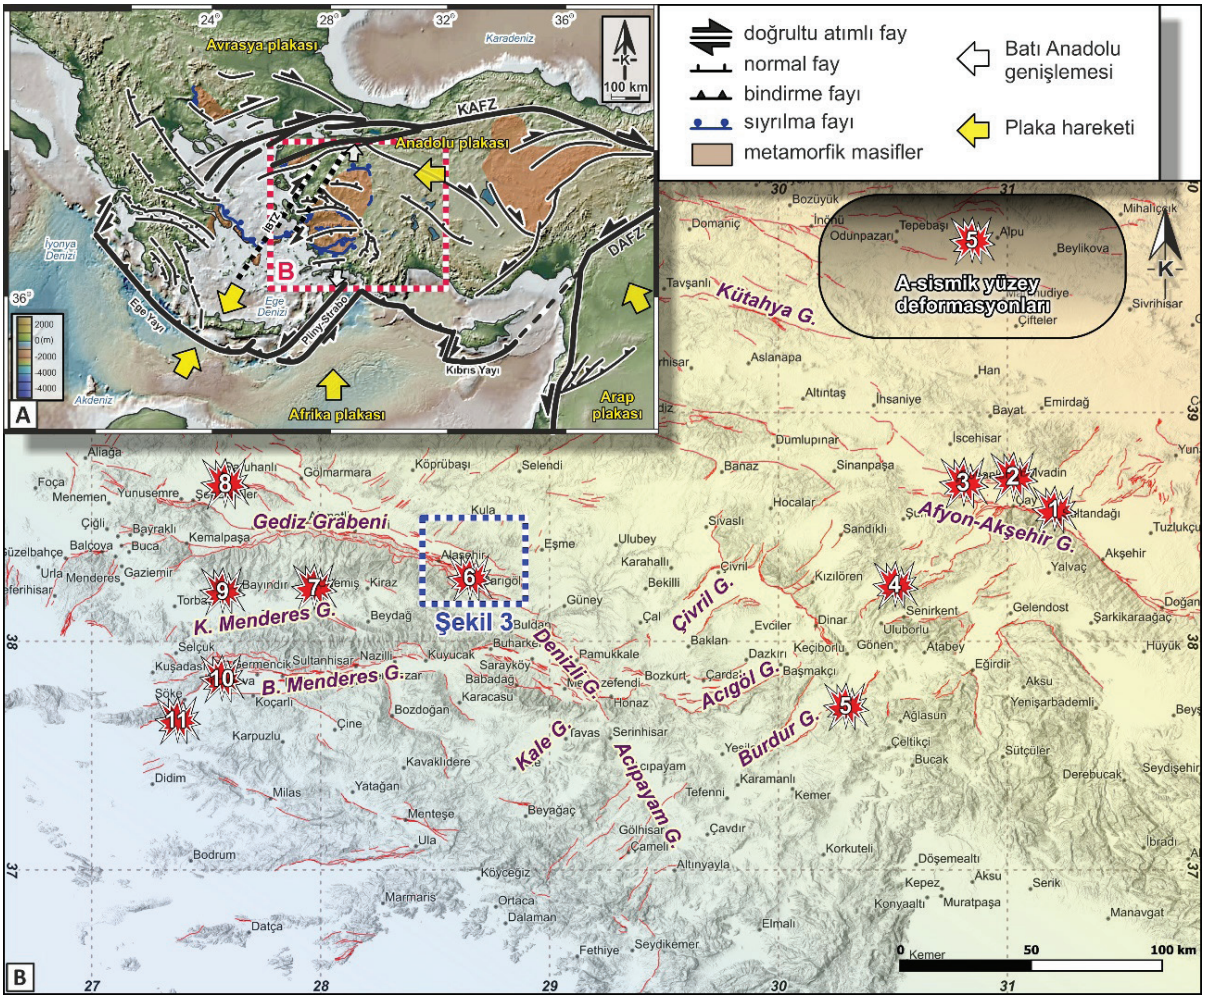 24°
28°
32°
36°
Avrasya plakası
Karadeniz
K
100 km
KAFZ
Anadolu plakası
İBTZ
B
DAFZ
İyonya
Denizi
36°
Ege Yayı
Ege
Denizi
Pliny-Strabo
Kıbrıs Yayı
2000
0 (m)
-2000
-4000
Akdeniz
Afrika plakası
Arap
plakası
A
doğrultu atımlı fay
normal fay
bindirme fayı
sıyrılma fayı
metamorfik masifler
Batı Anadolu
genişlemesi
Plaka hareketi
30
31
Bozüyük
Mihalıççık
Domaniç
İnönü
Tepebaşı
5
Alpu
Odunpazarı
Beylikova
K
A-sismik yüzey
deformasyonları
Tavşanlı
Kütahya G.
Sivrihisar
Çifteler
Aslanapa
Han
Altıntaş
İhsaniye
Emirdağ
Bayat
39
Dumlupınar
İscehisar
Aliağa
Gölmarmara
Köprübaşı
Selendi
Banaz
Sinanpaşa
Foça
Menemen
Yunusemre
8
3
2
1
Hocalar
Kula
Çiğli
Bayraklı
Gediz Grabeni
Sivaslı
Sandıklı
Afyon-Akşehir G.
Kemalpaşa
Balçova
Buca
Alaşehir
Eşme
Ulubey
Akşehir
Urla
Menderes
Gaziemir
Karahallı
Çivril
Yalvaç
9
Bayındır
7
Kiraz
6
Bekilli
Kızılören
4
Güney
Çivril G.
Senirkent
Gelendost
Şarkikaraağaç
K. Menderes G.
Beydağ
Şekil 3
Çal
Evciler
Dinar
Uluborlu
38
Selçuk
Buldan
Baklan
Keçiborlu
Gönen
Atabey
38
Hüyük
Kuşadası
Sultanhisar
Nazilli
Kuyucak
Denizli G.
Pamukkale
Dazkırı
Eğirdir
10
Sarayköy
Bozkurt
Başmakçı
B. Menderes G.
Babadağ
Acıgöl G.
Aksu
Söke
Koçarlı
Karacasu
Honaz
Yenişarbademli
11
Bozdoğan
5
Ağlasun
Çine
Kale G.
Tavas
Serinhisar
Burdur G.
Çeltikçi
Sütçüler
Karpuzlu
Kavaklıdere
Acıpayam G.
Bucak
Didim
Yatağan
Karamanlı
Derebucak
Seydişehir
Milas
Tefenni
Kemer
Menteşe
Beyağaç
Gölhisar
Çavdır
Ula
Çameli
Korkuteli
İbradı
Bodrum
Altınyayla
Döşemealtı
37
Köyceğiz
Aksu
37
Kepez
Serik
Marmaris
Ortaca
Konyaaltı
Muratpaşa
Manavgat
Dalaman
Datça
Elmalı
Fethiye
Seydikemer
Kemer
0
50
100 km
B
27
28
29
30
31